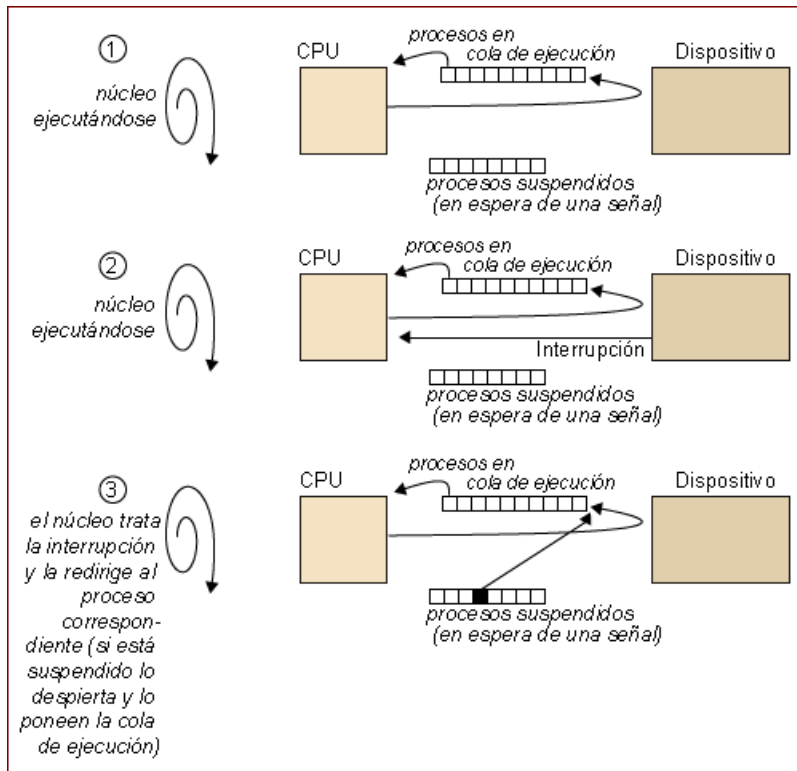 1
núcleo
ejecutándose
CPU
procesos en
cola de ejecución
Dispositivo
procesos suspendidos
(en espera de una señal)
2
núcleo
ejecutándose
CPU
procesos en
cola de ejecución
Dispositivo
Interrupción
procesos suspendidos
(en espera de una señal)
3
el núcleo trata
la interrupción
y la redirige al
proceso
correspon-
diente (si está
suspendido lo
despierta y lo
poneen la cola
de ejecución)
CPU
procesos en
cola de ejecución
Dispositivo
procesos suspendidos
(en espera de una señal)